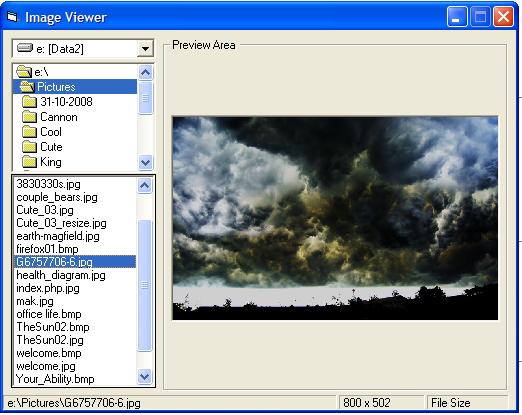 Image Viewer
e: [Data2]
Preview Area
e:\
Pictures
31-10-2008
Cannon
Cool
Cute
King
3830330s.jpg
couple_bears.jpg
Cute_03.jpg
Cute_03_resize.jpg
earth-magfield.jpg
firefox01.bmp
G6757706-6.jpg
health_diagram.jpg
index.php.jpg
mak.jpg
office life.bmp
TheSun02.bmp
TheSun02.jpg
welcome.bmp
welcome.jpg
Your_Ability.bmp
e:\Pictures\G6757706-6.jpg
800 x 502
File Size